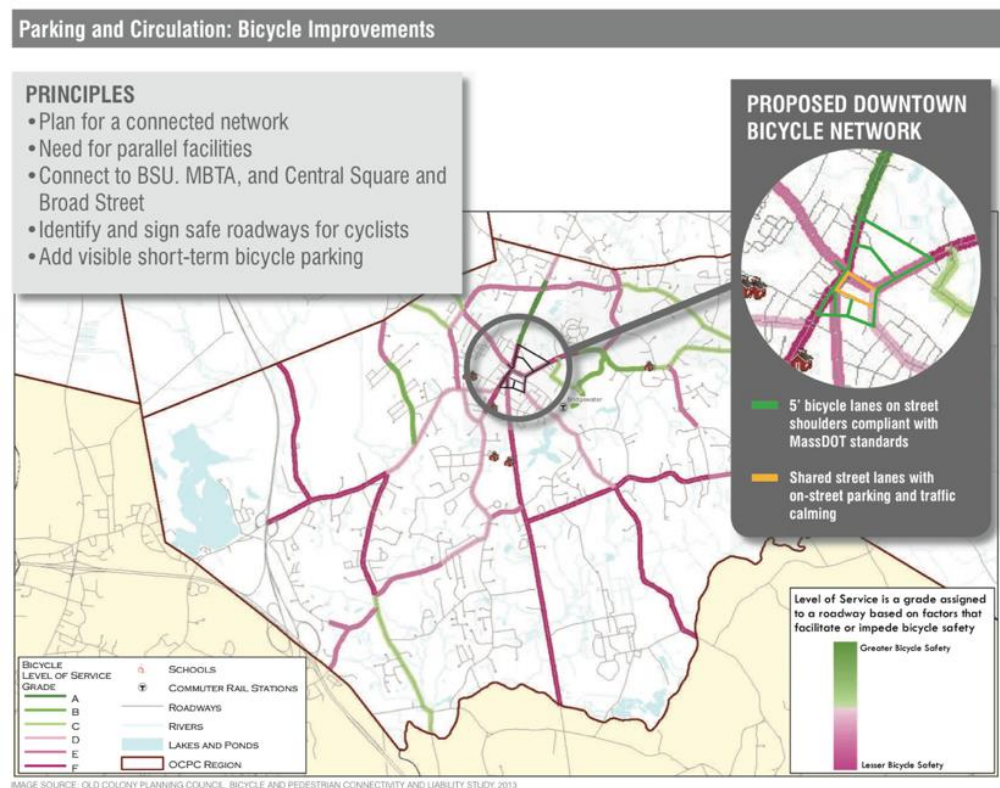 Parking and Circulation: Bicycle Improvements
PRINCIPLES
• Plan for a connected network
• Need for parallel facilities
• Connect to BSU. MBTA, and Central Square and
Broad Street
• Identify and sign safe roadways for cyclists
• Add visible short-term bicycle parking
PROPOSED DOWNTOWN
BICYCLE NETWORK
5' bicycle lanes on street
shoulders compliant with
MassDOT standards
Shared street lanes with
on-street parking and traffic
calming
Bridgewater
Level of Service is a grade assigned
to a roadway based on factors that
facilitate or impede bicycle safety
Greater Bicycle Safety
Lesser Bicycle Safety
BICYCLE
LEVEL OF SERVICE
GRADE
A
B
C
D
E
F
SCHOOLS
T COMMUTER RAIL STATIONS
ROADWAYS
RIVERS
LAKES AND PONDS
OCPC REGION
IMAGE SOURCE: OLD COLONY PLANNING COUNCIL, BICYCLE AND PEDESTRIAN CONNECTIVITY AND LIABILITY STUDY, 2013